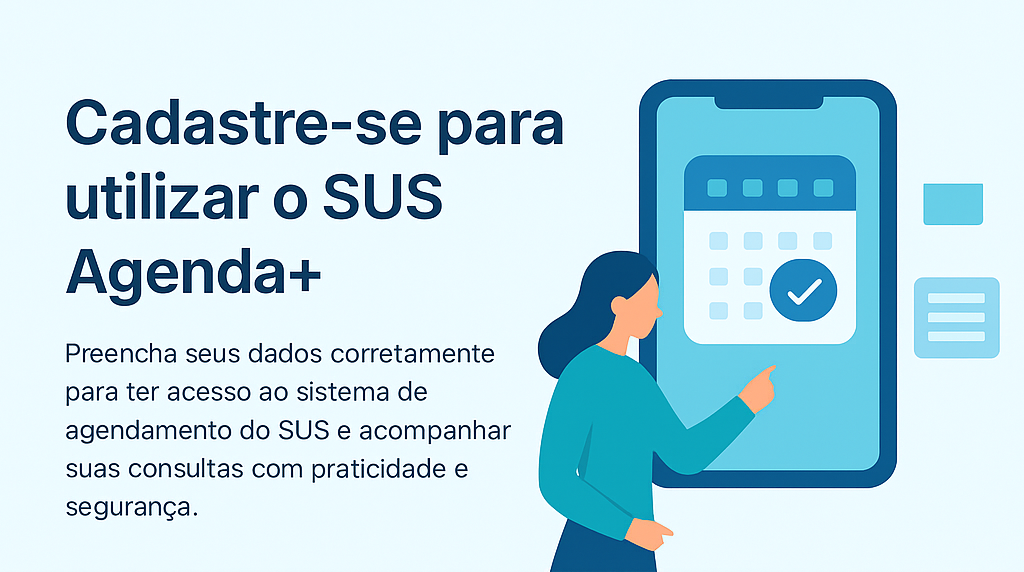 Cadastre-se para
utilizar o SUS
Agenda+
Preencha seus dados corretamente
para ter acesso ao sistema de
agendamento do SUS e acompanhar
suas consultas com praticidade e
segurança.